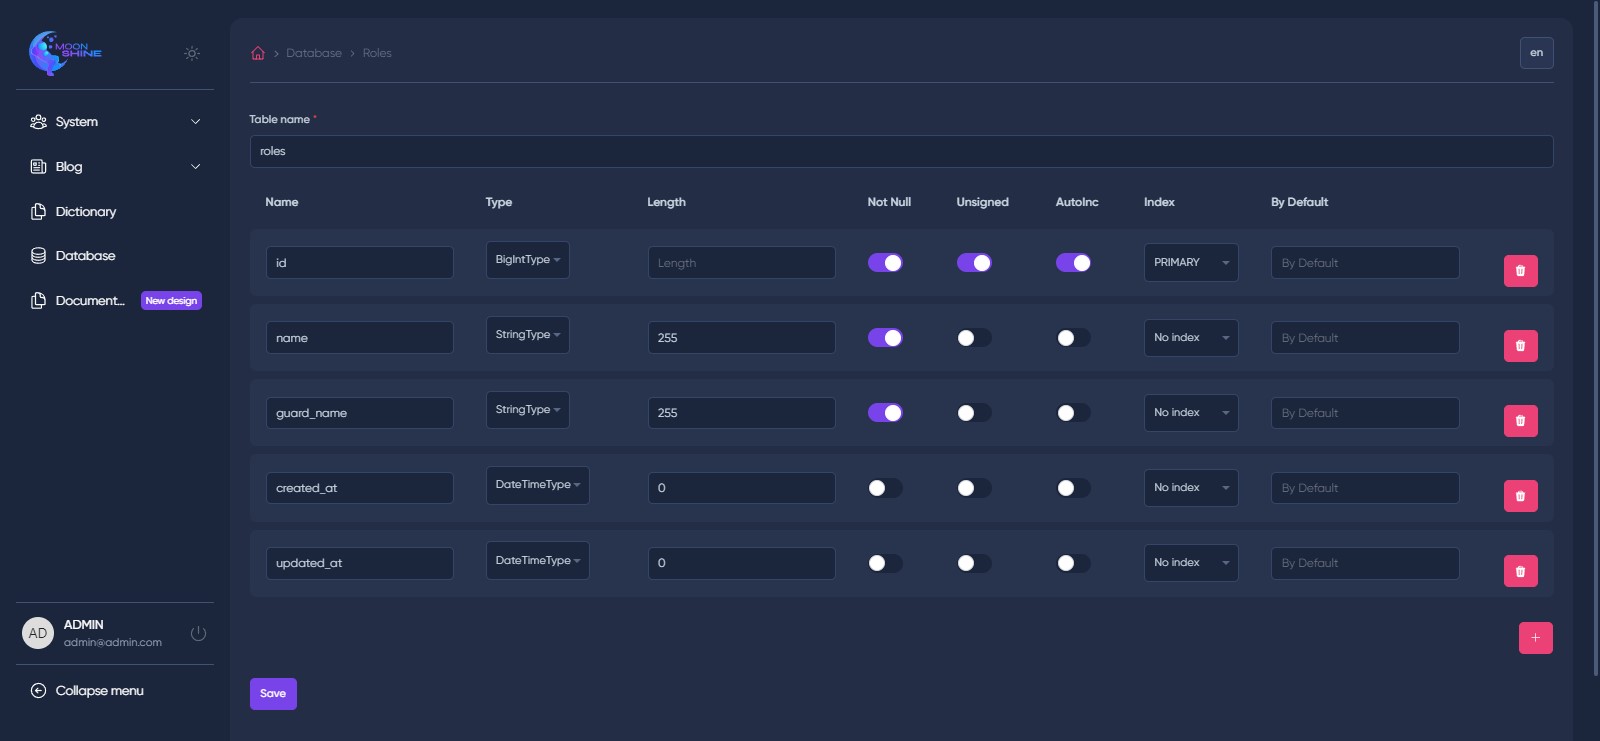 MOON
SHINE
System
Blog
Dictionary
Database
Document...
New design
ADMIN
AD
admin@admin.com
Collapse menu
Database
Roles
en
Table name *
roles
Name Type Length Not Null Unsigned AutoInc Index By Default
id BigIntType Length PRIMARY By Default
name StringType 255 No index By Default
guard_name StringType 255 No index By Default
created_at DateTimeType 0 No index By Default
updated_at DateTimeType 0 No index By Default
+
Save